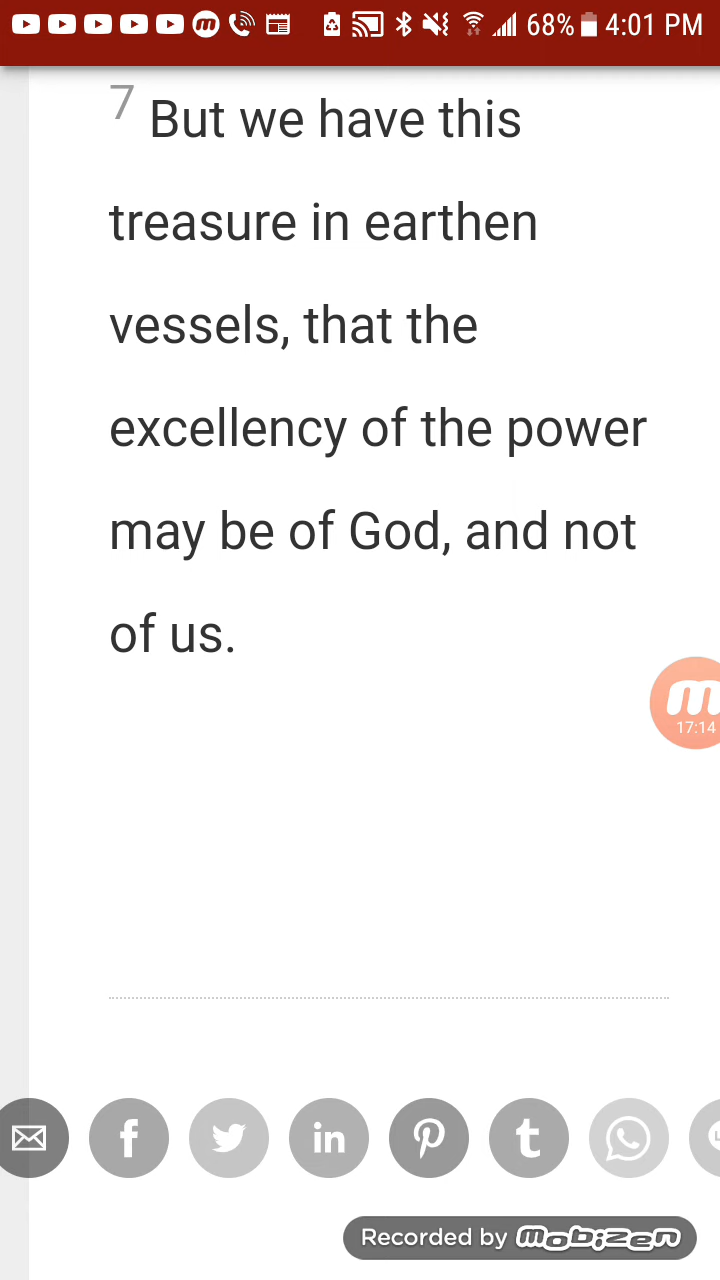 68% 4:01 PM
7 But we have this
treasure in earthen
vessels, that the
excellency of the power
may be of God, and not
of us.
m
17:14
f in t
Recorded by mobizen